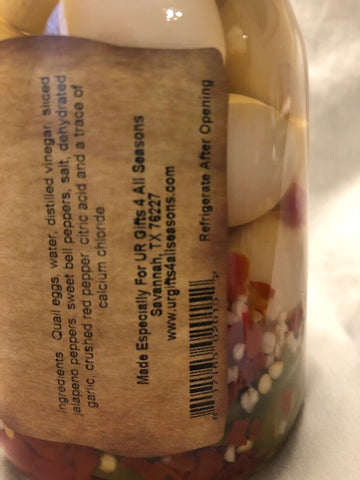 Ingredients: Quail eggs, water, distilled vinegar, sliced
jalapeno peppers, sweet bell peppers, salt, dehydrated
garlic, crushed red pepper, citric acid and a trace of
calcium chloride
Made Especially For UR Gifts 4 All Seasons
Savannah, TX 76227
www.urgifts4allseasons.com
Refrigerate After Opening